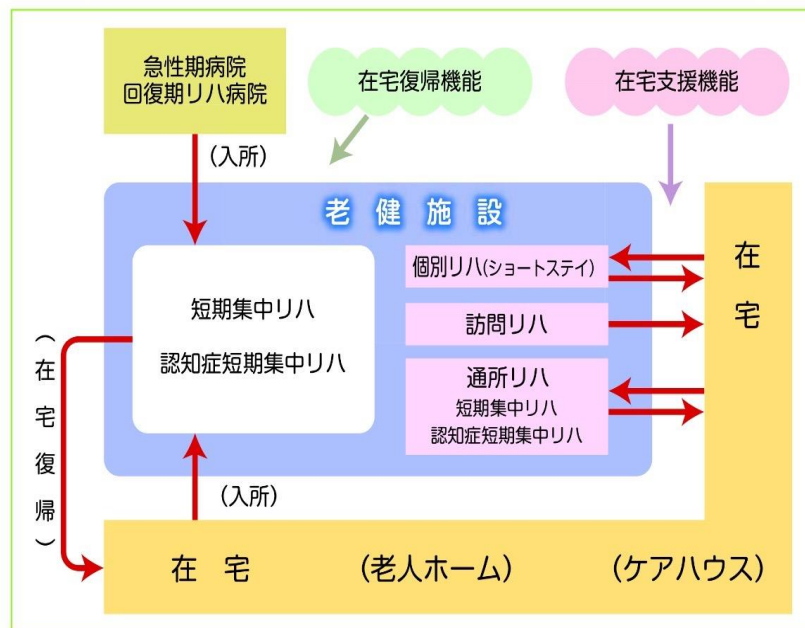 急性期病院
回復期リハ病院
在宅復帰機能
在宅支援機能
(入所)
老健施設
短期集中リハ
認知症短期集中リハ
個別リハ(ショートステイ)
訪問リハ
通所リハ
短期集中リハ
認知症短期集中リハ
在宅
(在宅復帰)
(入所)
在宅 (老人ホーム) (ケアハウス)